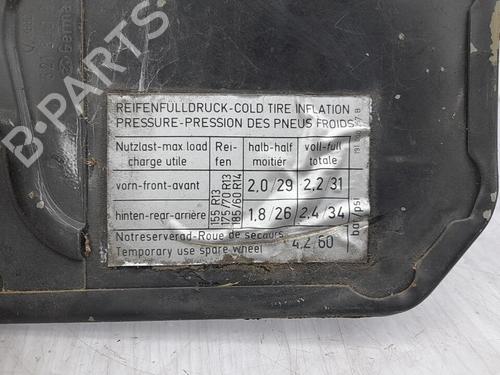 Germa
REIFENFÜLLDRUCK-COLD TIRE INFLATION
PRESSURE-PRESSION DES PNEUS FROIDS
Nutzlast-max load charge utile
Rei-fen
halb-half moitiér
voll-full totale
155 R13
175/70 R13
185/60 R14
vorn-front-avant 2,0/29 2,2/31
hinten-rear-arrière 1,8/26 2,4/34
bar/psi
Notreserverad-Roue de secours
Temporary use spare wheel 4,2/60
B-PARTS